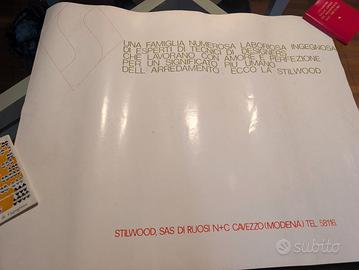 UNA FAMIGLIA NUMEROSA LABORIOSA INGEGNOSA
DI ESPERTI DI TECNICI DI DESIGNERS
CHE LAVORANO CON AMORE E PERFEZIONE
PER UN SIGNIFICATO PIU UMANO
DELL ARREDAMENTO ECCO LA STILWOOD
STILWOOD, SAS DI RUOSI N+C CAVEZZO (MODENA) TEL. 58116
subito